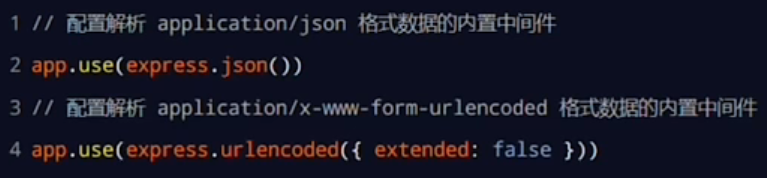 1 // 配置解析 application/json 格式数据的内置中间件
2 app.use(express.json())
3 // 配置解析 application/x-www-form-urlencoded 格式数据的内置中间件
4 app.use(express.urlencoded({ extended: false }))